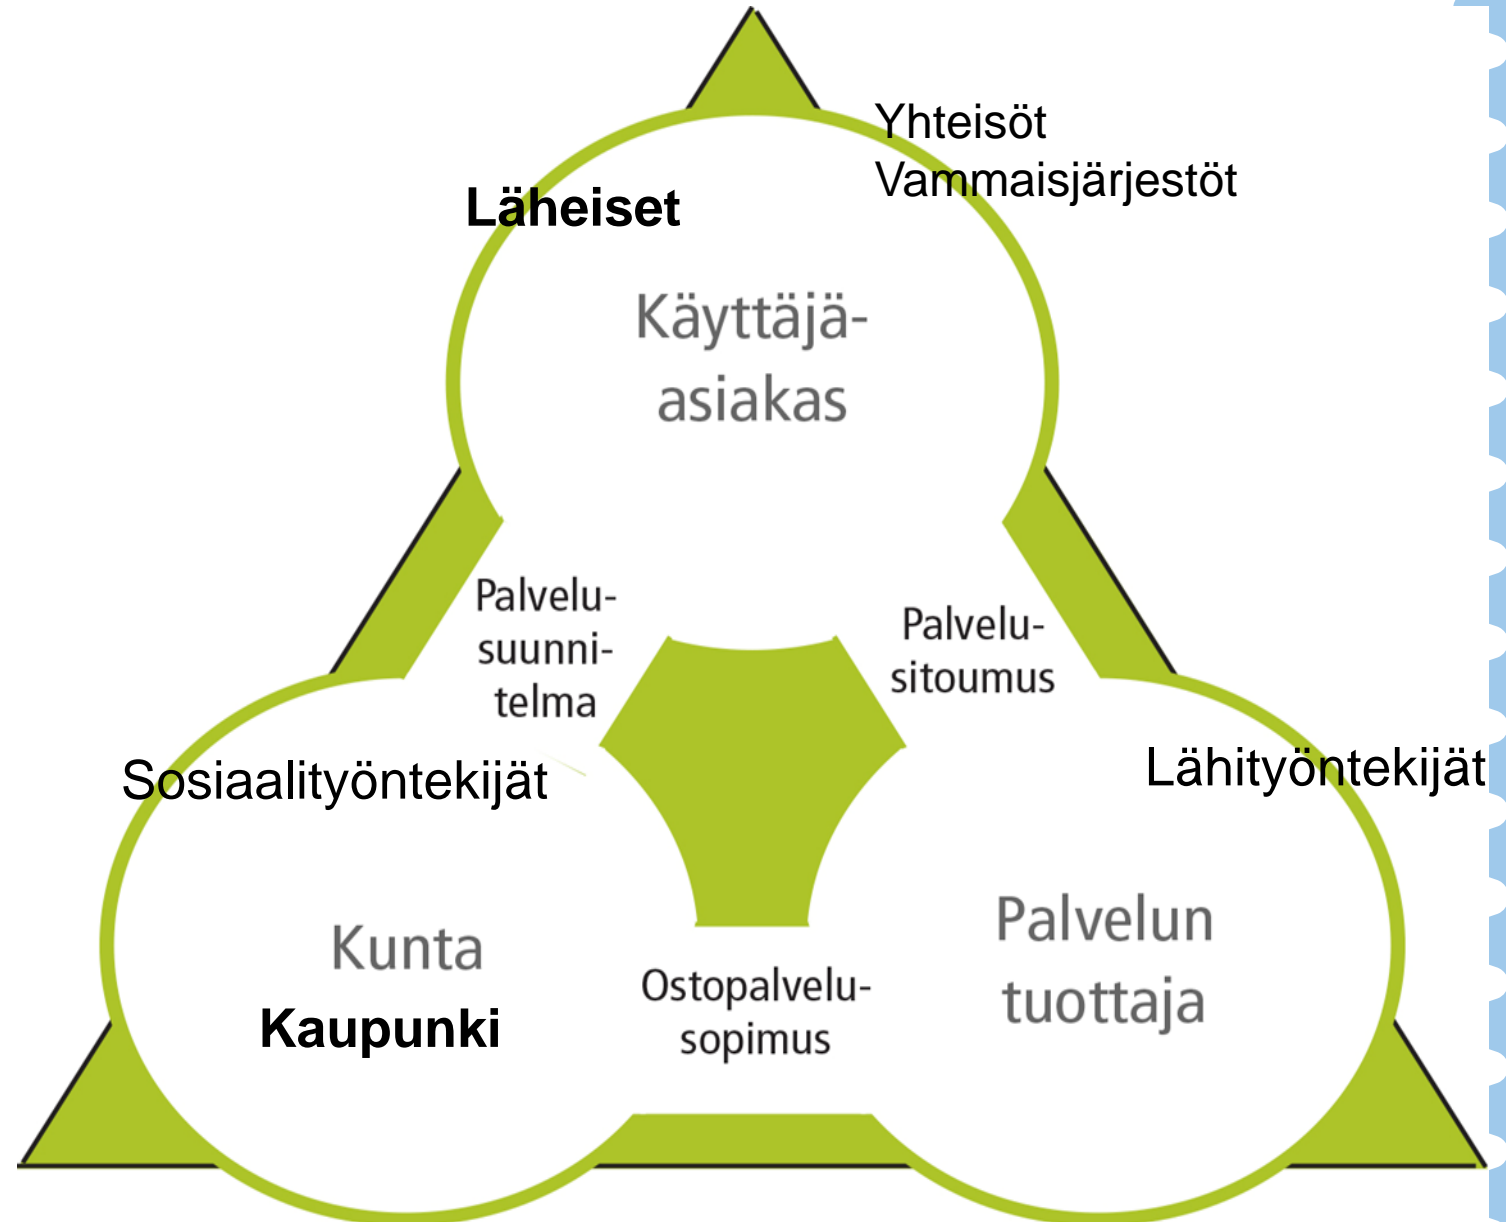 Yhteisöt
Vammaisjärjestöt
Läheiset
Käyttäjä-
asiakas
Palvelu-
suunni-
telma
Palvelu-
sitoumus
Sosiaalityöntekijät
Lähityöntekijät
Kunta
Kaupunki
Ostopalvelu-
sopimus
Palvelun
tuottaja